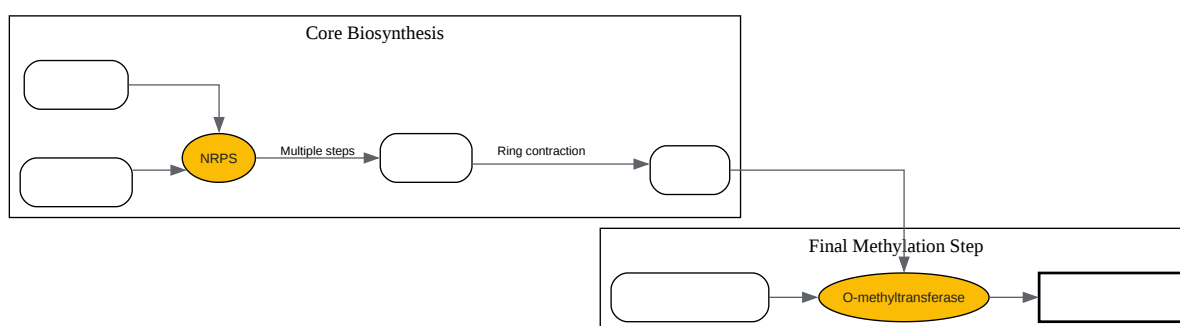 Core Biosynthesis
NRPS
Multiple steps
Ring contraction
Final Methylation Step
O-methyltransferase